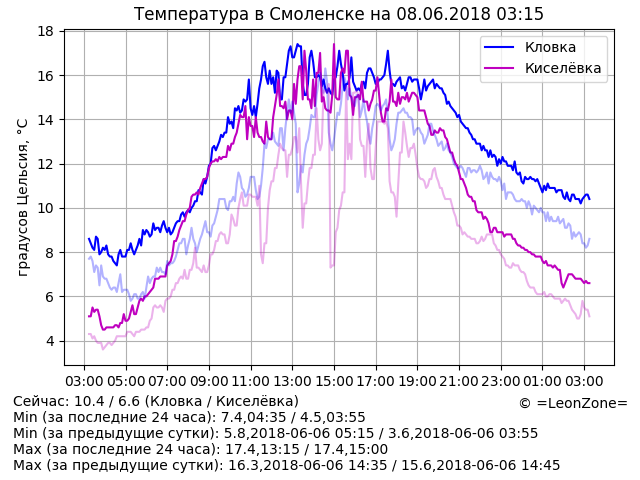 Температура в Смоленске на 08.06.2018 03:15
градусов Цельсия, °C
18
16
14
12
10
8
6
4
Кловка
Киселёвка
03:00 05:00 07:00 09:00 11:00 13:00 15:00 17:00 19:00 21:00 23:00 01:00 03:00
Сейчас: 10.4 / 6.6 (Кловка / Киселёвка)
© =LeonZone=
Min (за последние 24 часа): 7.4,04:35 / 4.5,03:55
Min (за предыдущие сутки): 5.8,2018-06-06 05:15 / 3.6,2018-06-06 03:55
Max (за последние 24 часа): 17.4,13:15 / 17.4,15:00
Max (за предыдущие сутки): 16.3,2018-06-06 14:35 / 15.6,2018-06-06 14:45